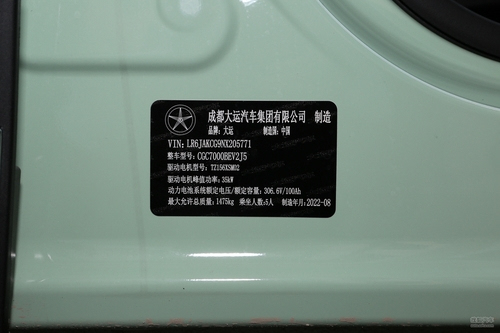 成都大运汽车集团有限公司 制造
品牌：大运 制造国：中国
VIN：LR6JAKCG9NX205771
整车型号：CGC7000BEV2J5
驱动电机型号：TZ156XSM02
驱动电机峰值功率：35kW
动力电池系统额定电压/额定容量：306.6V/100Ah
最大允许总质量：1475kg 乘坐人数：5人 制造年月：2022-08